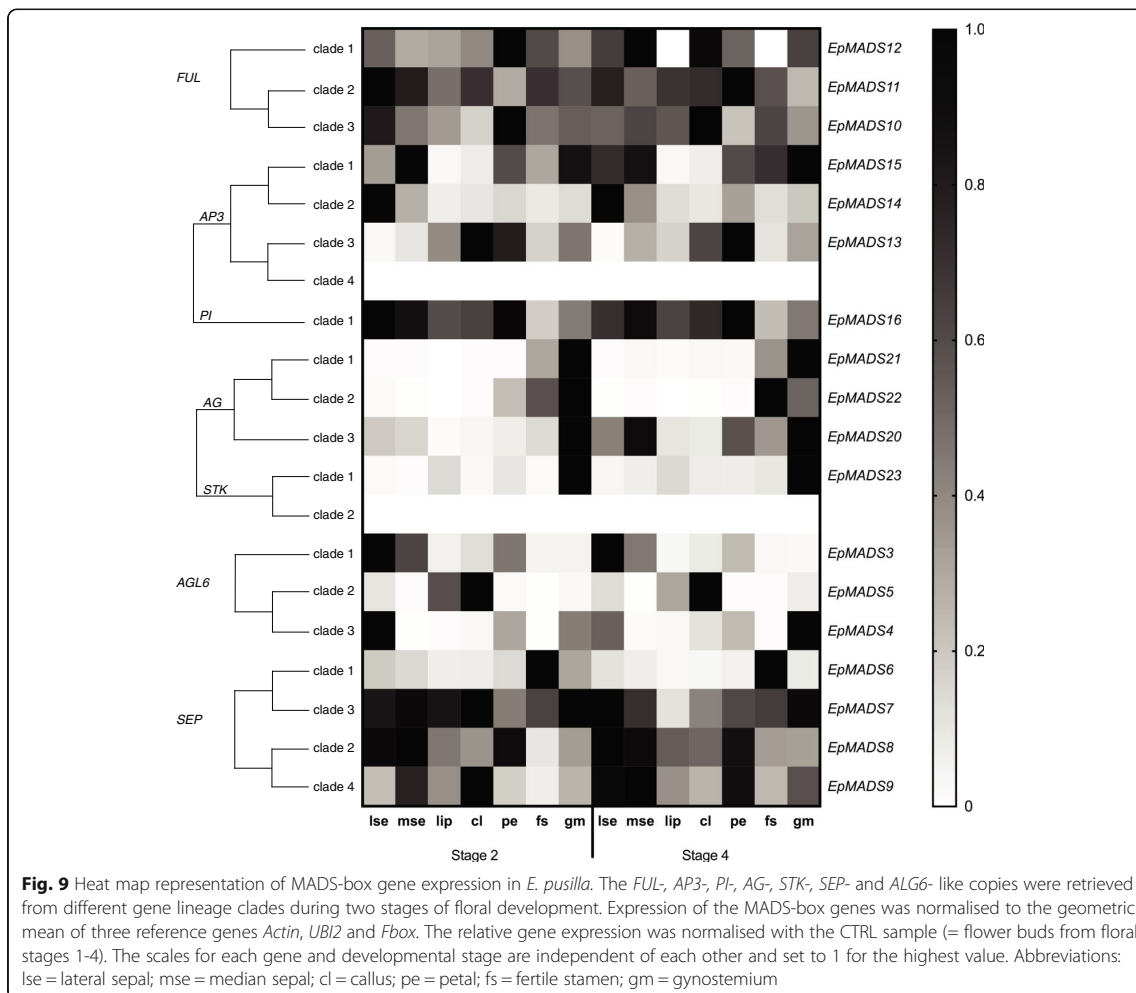 FUL
clade 1
EpMADS12
clade 2
EpMADS11
clade 3
EpMADS10
AP3
clade 1
EpMADS15
clade 2
EpMADS14
clade 3
EpMADS13
clade 4
PI
clade 1
EpMADS16
AG
clade 1
EpMADS21
clade 2
EpMADS22
clade 3
EpMADS20
STK
clade 1
EpMADS23
clade 2
AGL6
clade 1
EpMADS3
clade 2
EpMADS5
clade 3
EpMADS4
SEP
clade 1
EpMADS6
clade 3
EpMADS7
clade 2
EpMADS8
clade 4
EpMADS9
1.0
0.8
0.6
0.4
0.2
0
lse mse lip cl pe fs gm lse mse lip cl pe fs gm
Stage 2 Stage 4
Fig. 9 Heat map representation of MADS-box gene expression in E. pusilla. The FUL-, AP3-, PI-, AG-, STK-, SEP- and ALG6- like copies were retrieved
from different gene lineage clades during two stages of floral development. Expression of the MADS-box genes was normalised to the geometric
mean of three reference genes Actin, UBI2 and Fbox. The relative gene expression was normalised with the CTRL sample (= flower buds from floral
stages 1-4). The scales for each gene and developmental stage are independent of each other and set to 1 for the highest value. Abbreviations:
lse = lateral sepal; mse = median sepal; cl = callus; pe = petal; fs = fertile stamen; gm = gynostemium